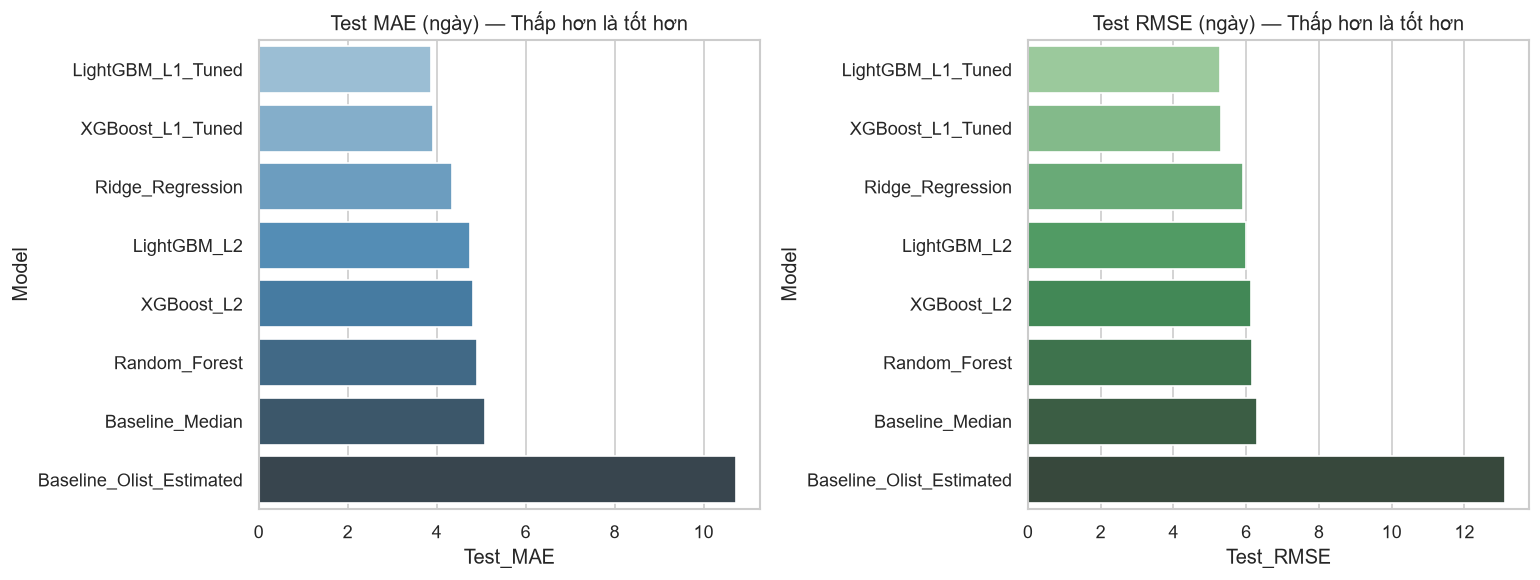 Test MAE (ngày) — Thấp hơn là tốt hơn
Model
LightGBM_L1_Tuned
XGBoost_L1_Tuned
Ridge_Regression
LightGBM_L2
XGBoost_L2
Random_Forest
Baseline_Median
Baseline_Olist_Estimated
0 2 4 6 8 10
Test_MAE
Test RMSE (ngày) — Thấp hơn là tốt hơn
Model
LightGBM_L1_Tuned
XGBoost_L1_Tuned
Ridge_Regression
LightGBM_L2
XGBoost_L2
Random_Forest
Baseline_Median
Baseline_Olist_Estimated
0 2 4 6 8 10 12
Test_RMSE